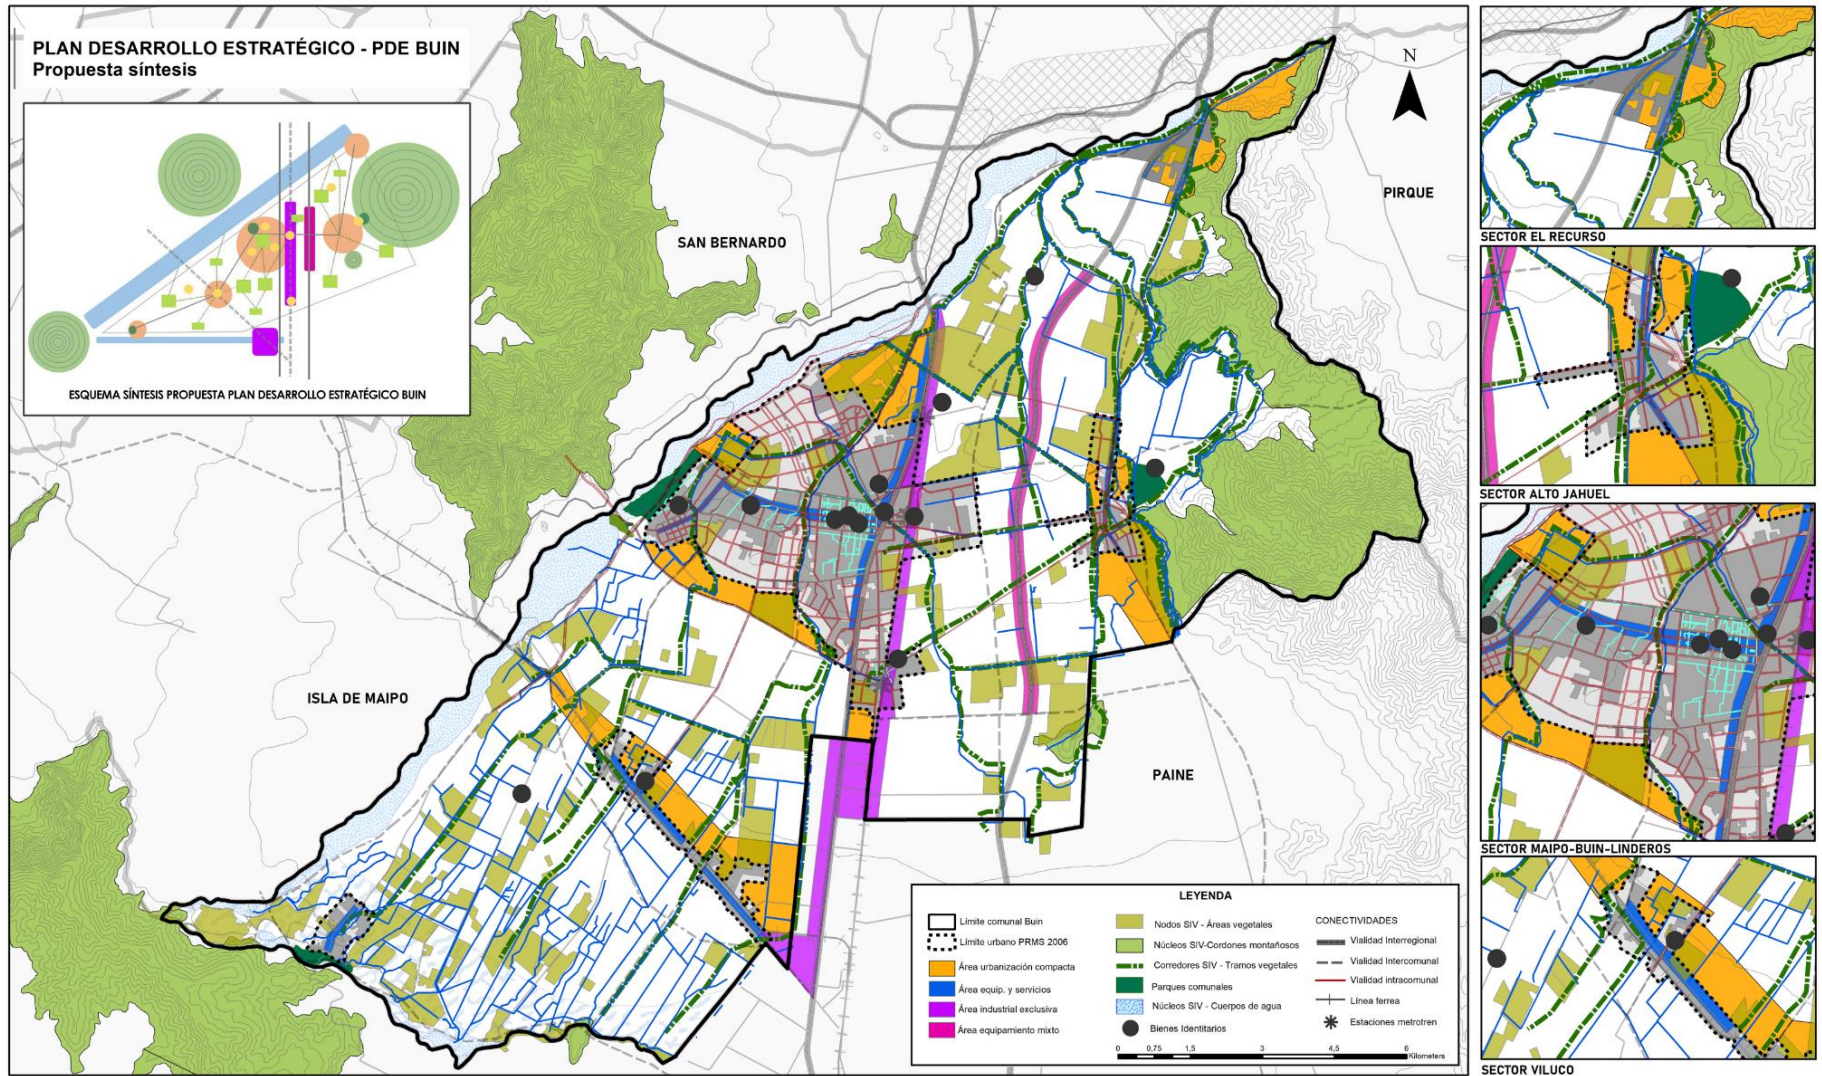 PLAN DESARROLLO ESTRATÉGICO - PDE BUIN
Propuesta síntesis
ESQUEMA SÍNTESIS PROPUESTA PLAN DESARROLLO ESTRATÉGICO BUIN
N
PIRQUE
SAN BERNARDO
ISLA DE MAIPO
PAINE
LEYENDA
Límite comunal Buin
Límite urbano PRMS 2006
Área urbanización compacta
Área equip. y servicios
Área industrial exclusiva
Área equipamiento mixto
Nodos SIV - Áreas vegetales
Núcleos SIV-Cordones montañosos
Corredores SIV - Tramos vegetales
Parques comunales
Núcleos SIV - Cuerpos de agua
Bienes Identitarios
CONECTIVIDADES
Vialidad Interregional
Vialidad Intercomunal
Vialidad intracomunal
Línea ferrea
Estaciones metrotren
0 0,75 1,5 3 4,5 6
Kilometers
SECTOR EL RECURSO
SECTOR ALTO JAHUEL
SECTOR MAIPO-BUIN-LINDEROS
SECTOR VILUCO